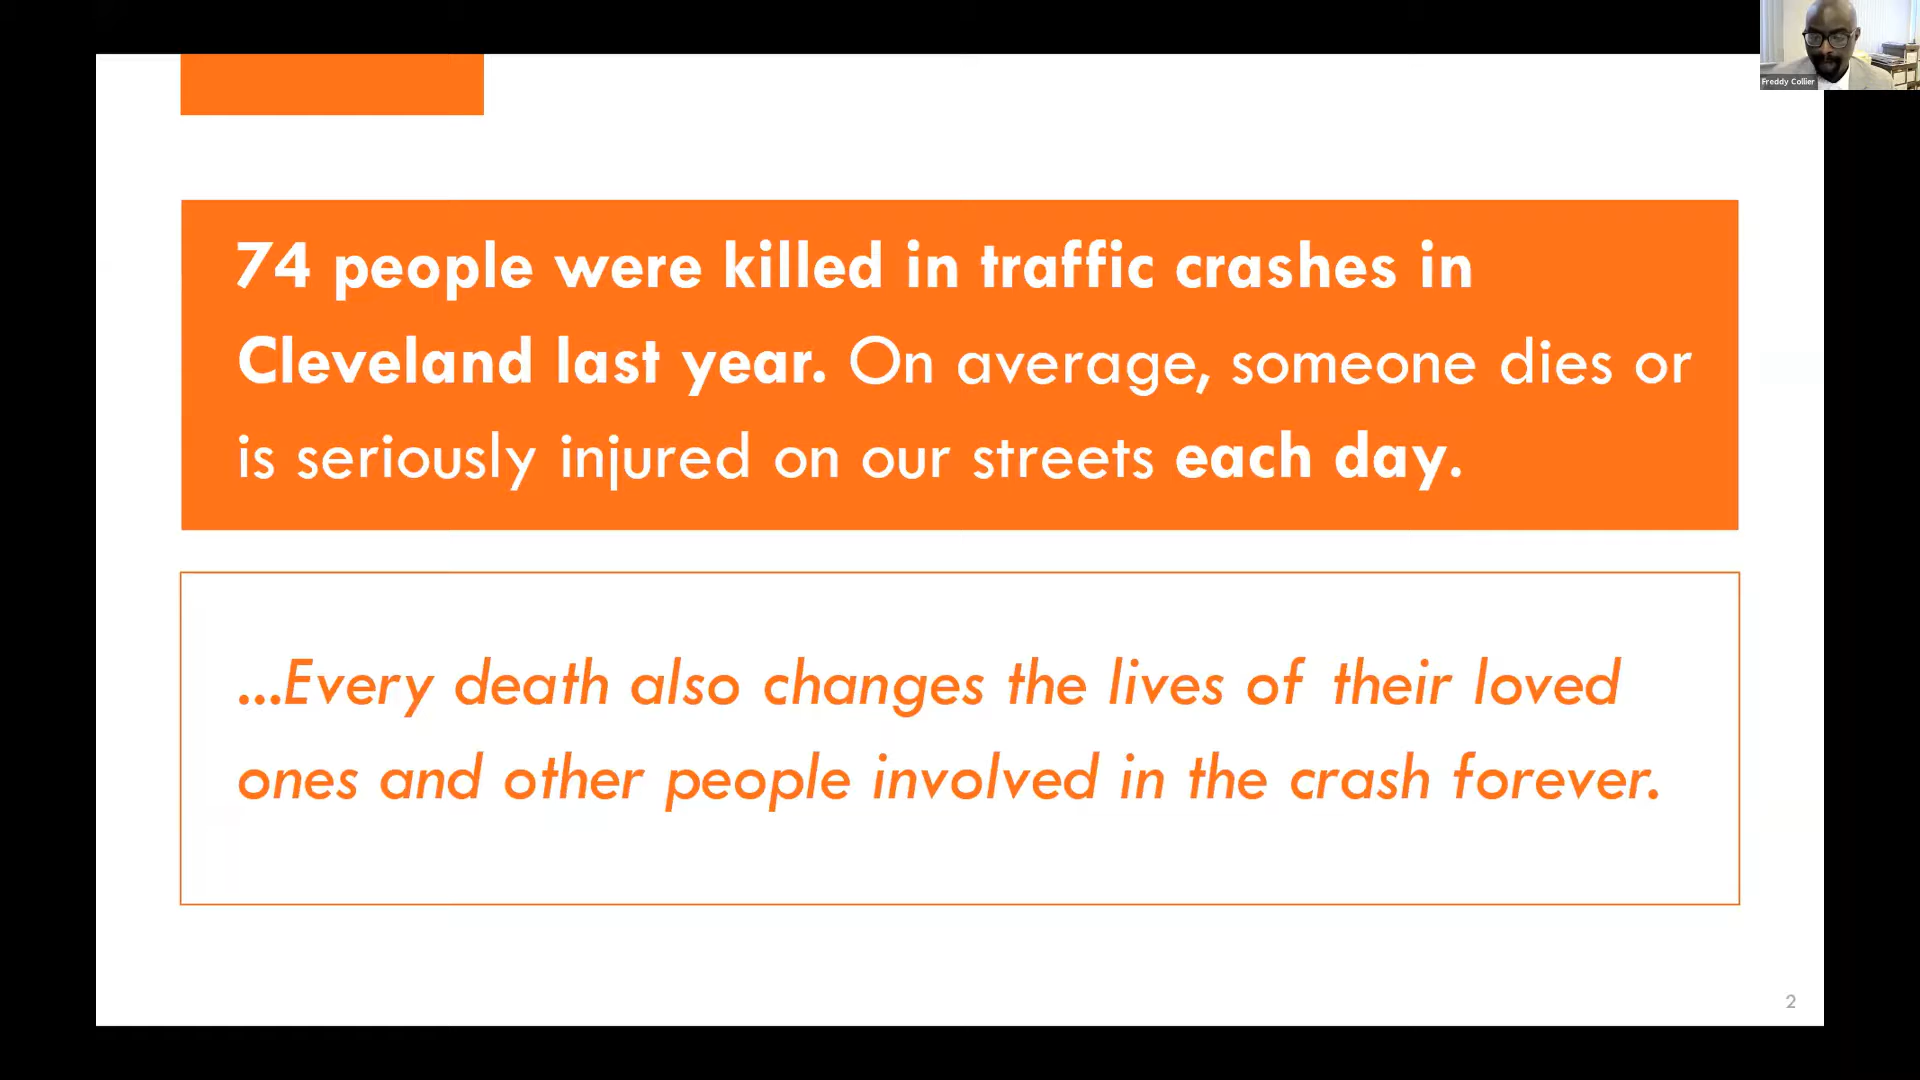 Freddy Collier
74 people were killed in traffic crashes in
Cleveland last year. On average, someone dies or
is seriously injured on our streets each day.
...Every death also changes the lives of their loved
ones and other people involved in the crash forever.
2